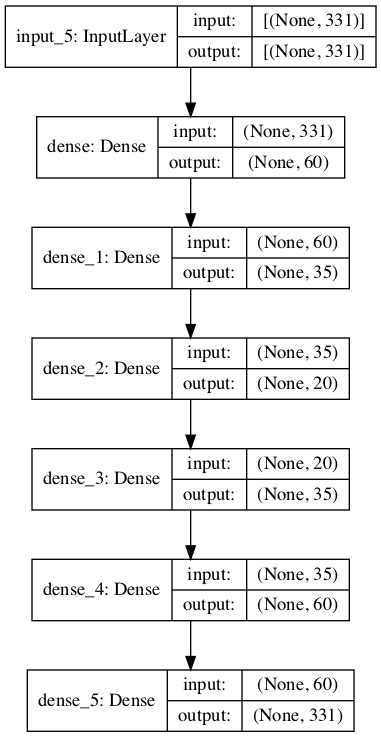 input_5: InputLayer input: [(None, 331)]
output: [(None, 331)]
dense: Dense input: (None, 331)
output: (None, 60)
dense_1: Dense input: (None, 60)
output: (None, 35)
dense_2: Dense input: (None, 35)
output: (None, 20)
dense_3: Dense input: (None, 20)
output: (None, 35)
dense_4: Dense input: (None, 35)
output: (None, 60)
dense_5: Dense input: (None, 60)
output: (None, 331)